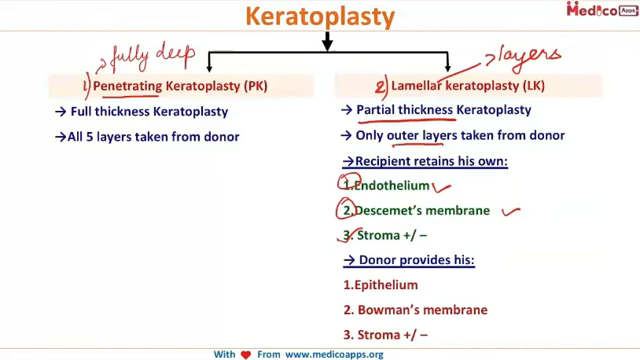 Keratoplasty
Medico Apps
fully deep
layers
1) Penetrating Keratoplasty (PK)
→ Full thickness Keratoplasty
→ All 5 layers taken from donor
2) Lamellar keratoplasty (LK)
→ Partial thickness Keratoplasty
→ Only outer layers taken from donor
→ Recipient retains his own:
1. Endothelium
2. Descemet's membrane
3. Stroma +/ –
→ Donor provides his:
1.Epithelium
2. Bowman's membrane
3. Stroma +/ –
With ❤ From www.medicoapps.org